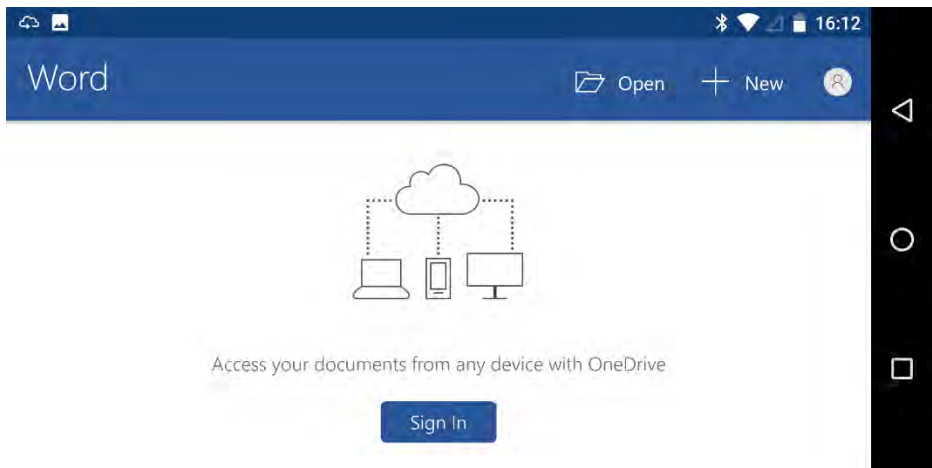 16:12
Word
Open
New
Access your documents from any device with OneDrive
Sign In